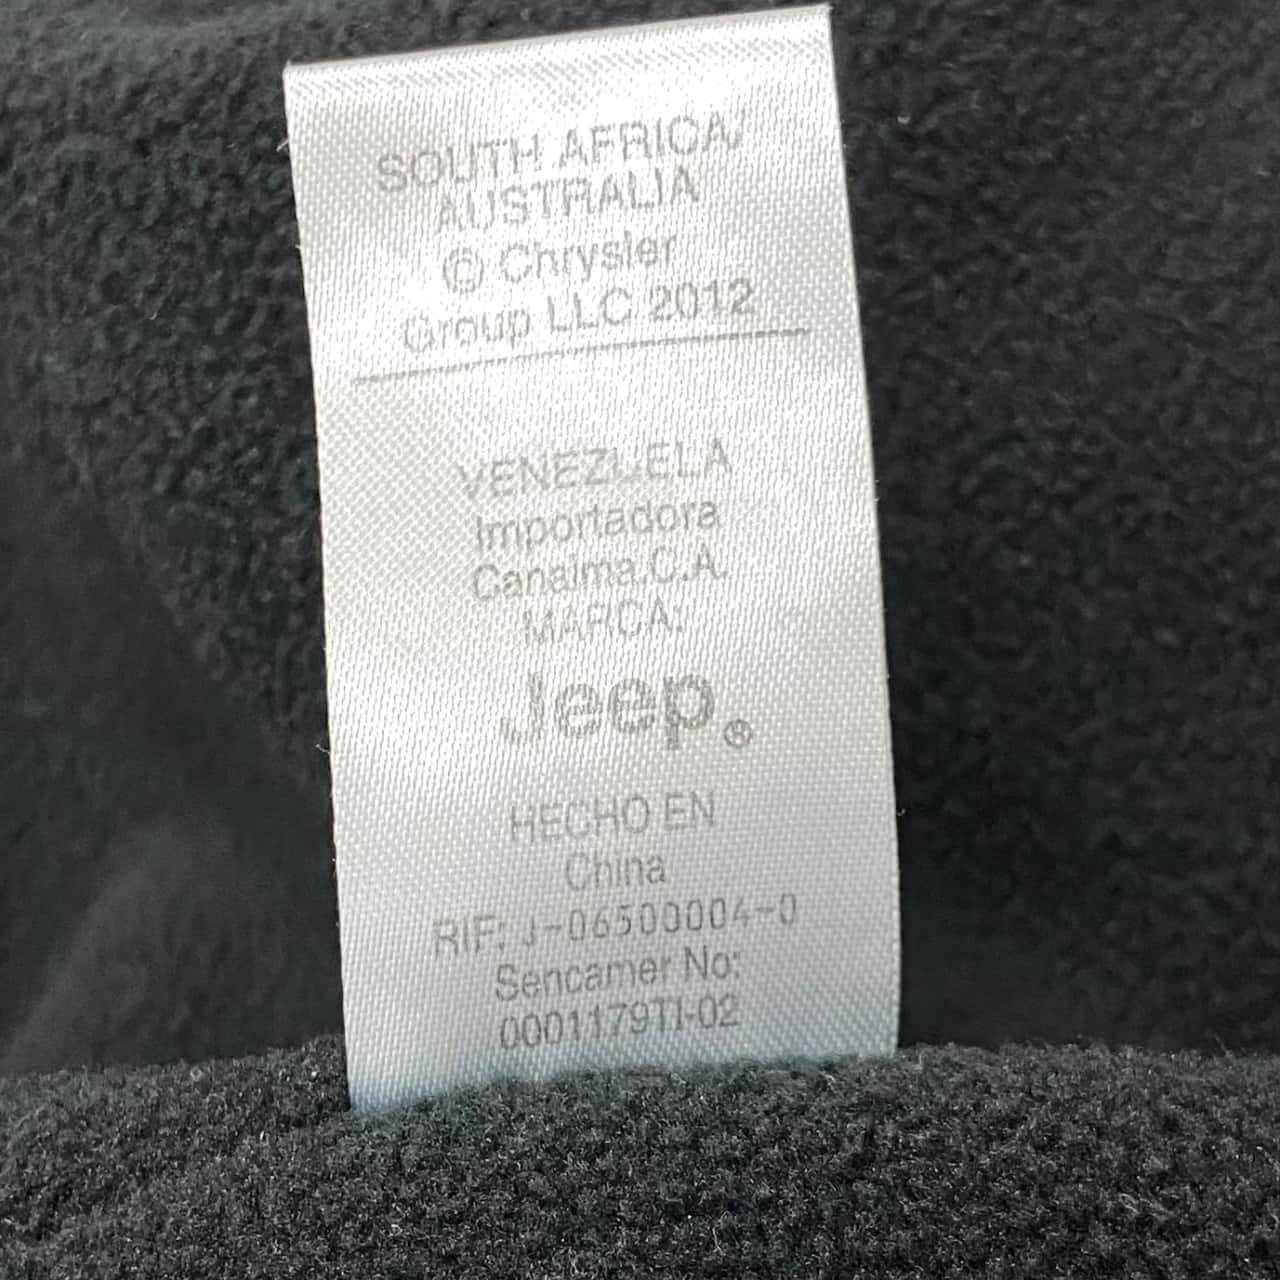 SOUTH AFRICA/
AUSTRALIA
© Chrysler
Group LLC 2012
VENEZUELA
Importadora
Canaima.C.A.
MARCA:
Jeep®
HECHO EN
China
RIF: J-06500004-0
Sencamer No:
0001179TI-02